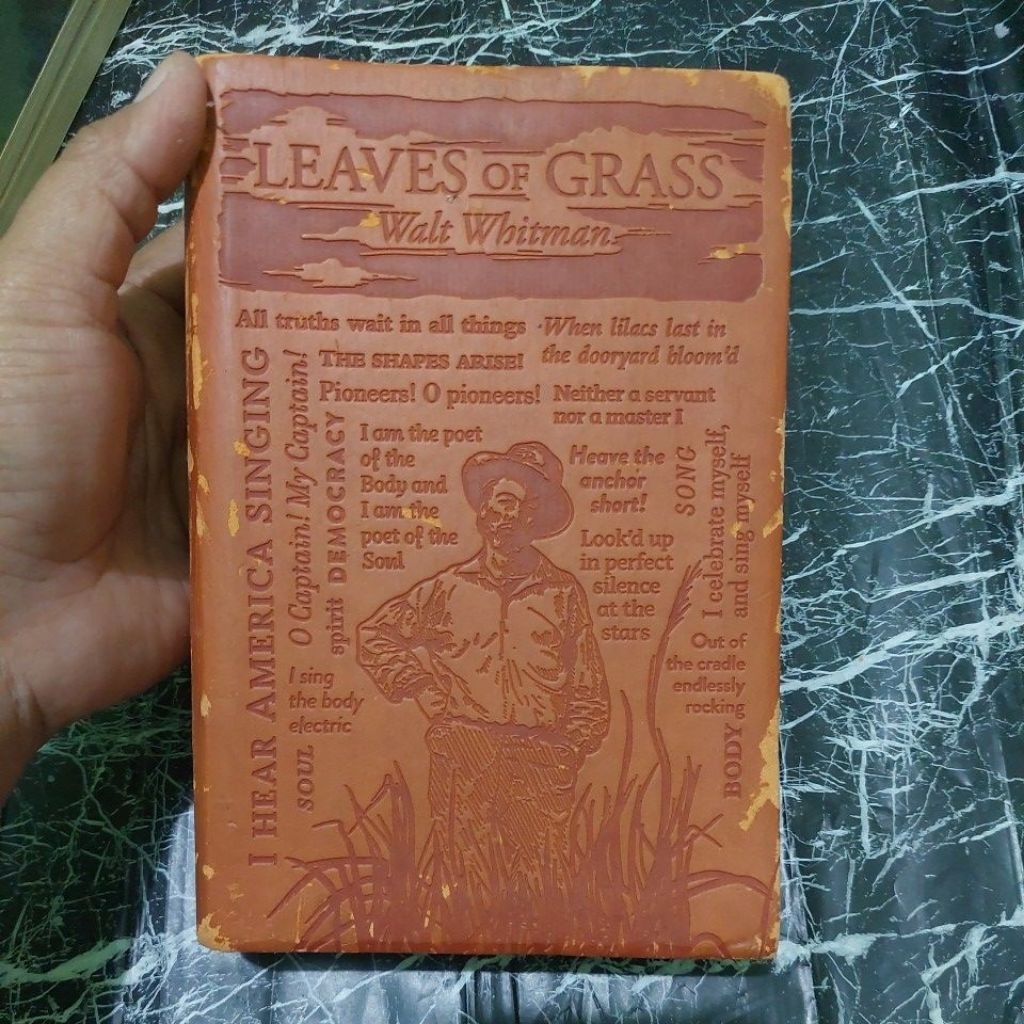 LEAVES OF GRASS
Walt Whitman
All truths wait in all things
When lilacs last in
the dooryard bloom'd
THE SHAPES ARISE!
Pioneers! O pioneers!
Neither a servant
nor a master I
I HEAR AMERICA SINGING
O Captain! My Captain!
spirit DEMOCRACY
I am the poet
of the
Body and
I am the
poet of the
Soul
Heave the
anchor
short!
SONG
I celebrate myself,
and sing myself
Look'd up
in perfect
silence
at the
stars
Out of
the cradle
endlessly
rocking
I sing
the body
electric
SOUL
BODY